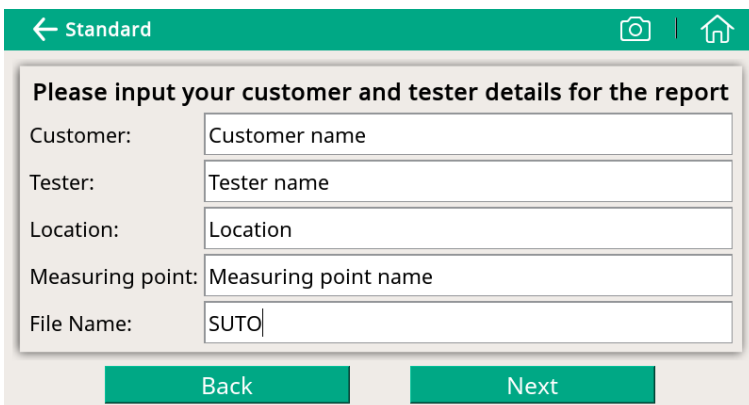 Standard
Please input your customer and tester details for the report
Customer: Customer name
Tester: Tester name
Location: Location
Measuring point: Measuring point name
File Name: SUTO
Back Next